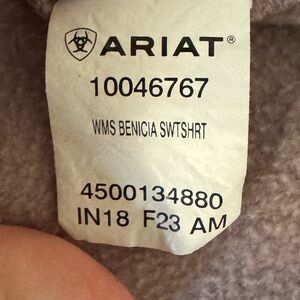 ARIAT®
10046767
WMS BENICIA SWTSHRT
4500134880
IN18 F23 AM